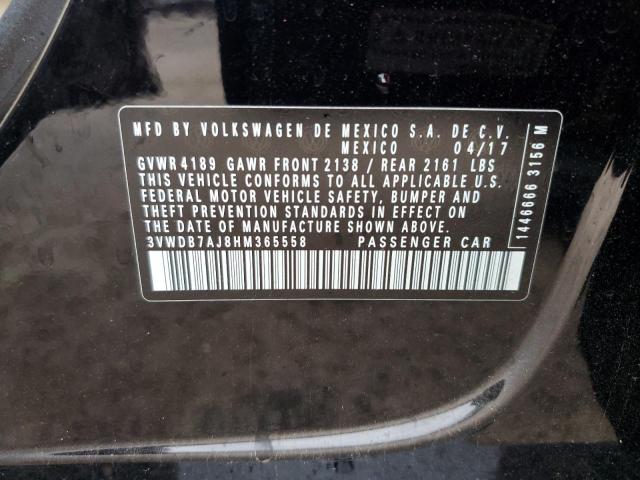 MFD BY VOLKSWAGEN DE MEXICO S.A. DE C.V.
MEXICO 04/17
GVWR 4189 GAWR FRONT 2138 / REAR 2161 LBS
THIS VEHICLE CONFORMS TO ALL APPLICABLE U.S.
FEDERAL MOTOR VEHICLE SAFETY, BUMPER AND
THEFT PREVENTION STANDARDS IN EFFECT ON
THE DATE OF MANUFACTURE SHOWN ABOVE.
3VWDB7AJ8HM365558 PASSENGER CAR
1446666 3156 M